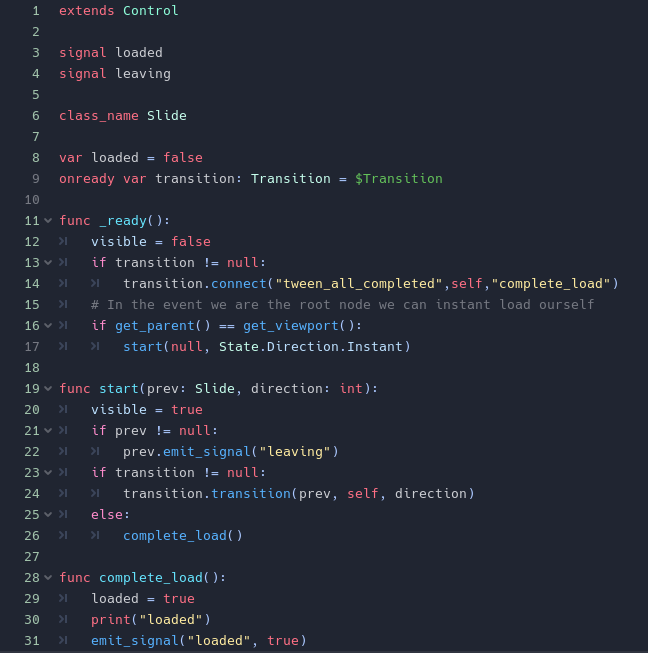 1 extends Control
2
3 signal loaded
4 signal leaving
5
6 class_name Slide
7
8 var loaded = false
9 onready var transition: Transition = $Transition
10
11 func _ready():
12 visible = false
13 if transition != null:
14 transition.connect("tween_all_completed",self,"complete_load")
15 # In the event we are the root node we can instant load ourself
16 if get_parent() == get_viewport():
17 start(null, State.Direction.Instant)
18
19 func start(prev: Slide, direction: int):
20 visible = true
21 if prev != null:
22 prev.emit_signal("leaving")
23 if transition != null:
24 transition.transition(prev, self, direction)
25 else:
26 complete_load()
27
28 func complete_load():
29 loaded = true
30 print("loaded")
31 emit_signal("loaded", true)